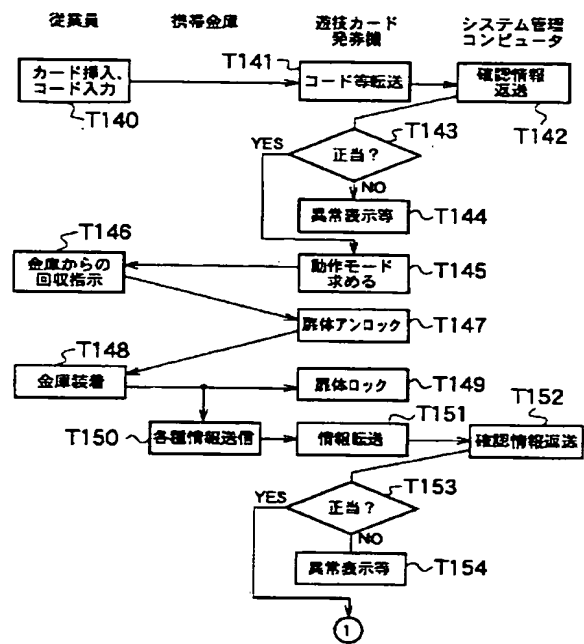 従業員
携帯金庫
遊技カード
発券機
システム管理
コンピュータ
カード挿入、
コード入力
T140
T141
コード等転送
確認情報
返送
T142
T143
YES
正当?
NO
異常表示等
T144
T146
金庫からの
回収指示
動作モード
求める
T145
扉体アンロック
T147
T148
金庫装着
扉体ロック
T149
T150
各種情報送信
T151
情報転送
T152
確認情報返送
T153
YES
正当?
NO
異常表示等
T154
1